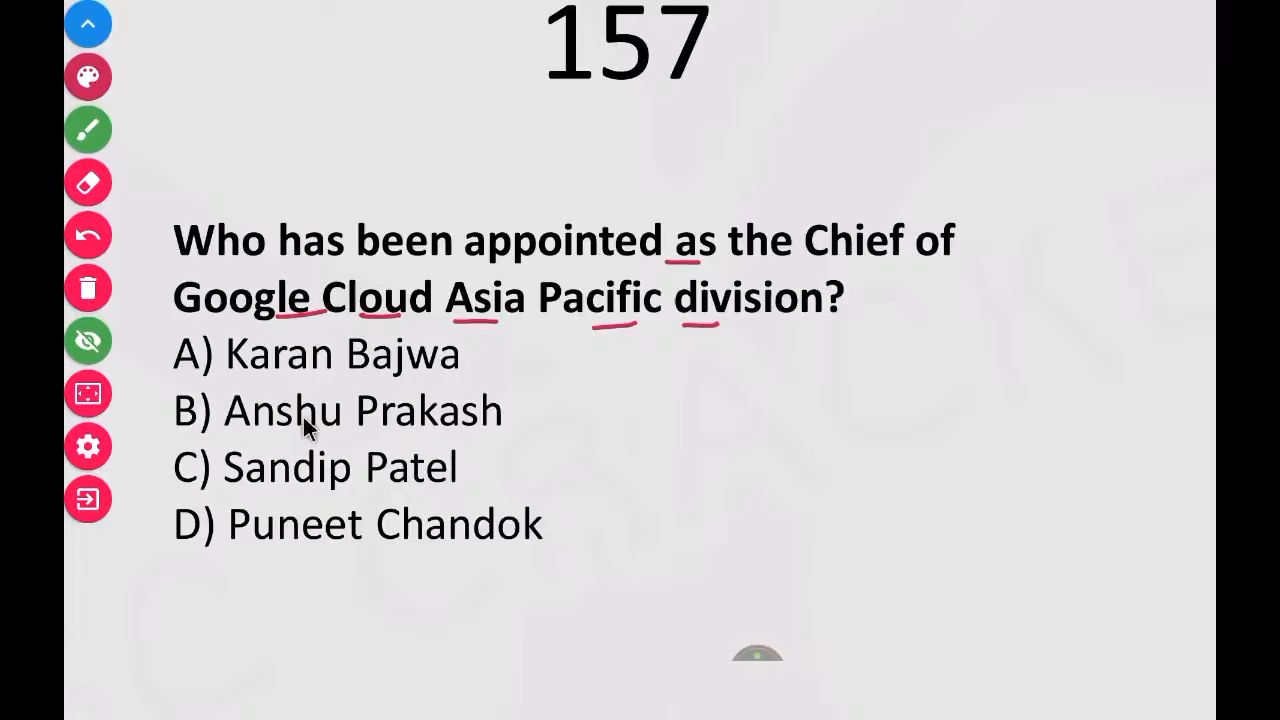 157
Who has been appointed as the Chief of
Google Cloud Asia Pacific division?
A) Karan Bajwa
B) Anshu Prakash
C) Sandip Patel
D) Puneet Chandok